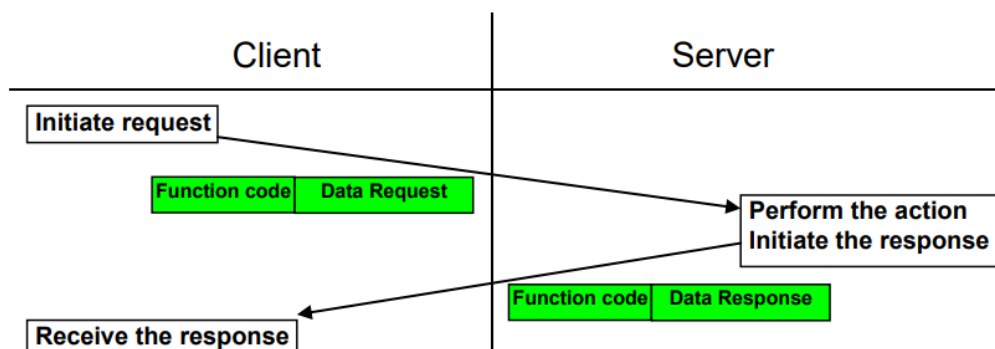 Client
Server
Initiate request
Function code
Data Request
Perform the action
Initiate the response
Function code
Data Response
Receive the response